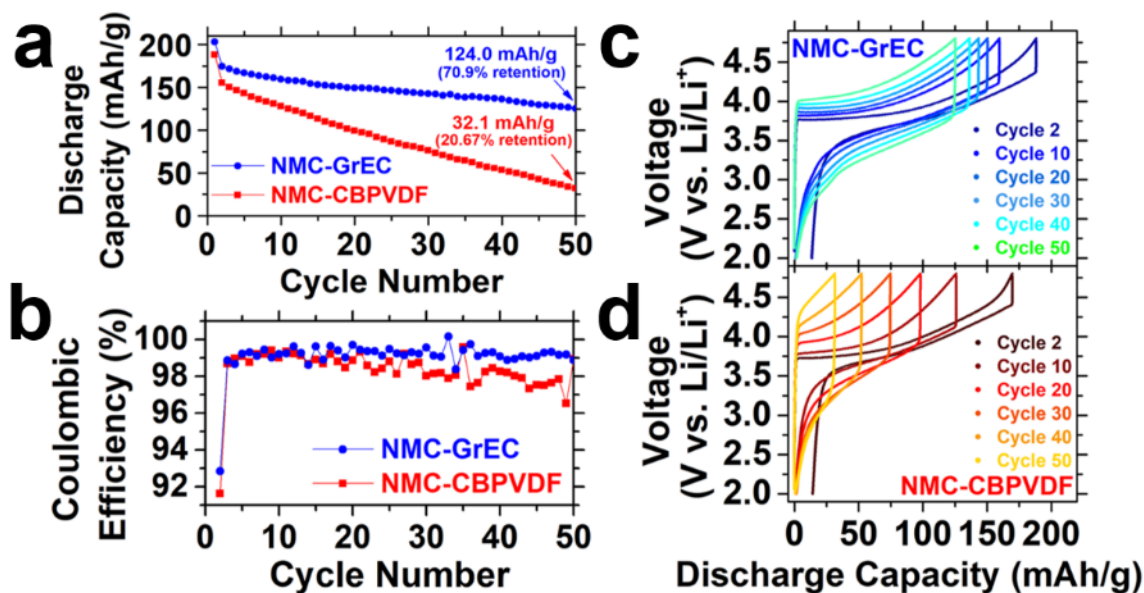 a
Discharge
Capacity (mAh/g)
200
150
100
50
0
124.0 mAh/g
(70.9% retention)
32.1 mAh/g
(20.67% retention)
NMC-GrEC
NMC-CBPVDF
0 10 20 30 40 50
Cycle Number
b
Coulombic
Efficiency (%)
100
98
96
94
92
NMC-GrEC
NMC-CBPVDF
0 10 20 30 40 50
Cycle Number
c
Voltage
(V vs. Li/Li⁺)
4.5
4.0
3.5
3.0
2.5
2.0
NMC-GrEC
Cycle 2
Cycle 10
Cycle 20
Cycle 30
Cycle 40
Cycle 50
d
Voltage
(V vs. Li/Li⁺)
4.5
4.0
3.5
3.0
2.5
2.0
Cycle 2
Cycle 10
Cycle 20
Cycle 30
Cycle 40
Cycle 50
NMC-CBPVDF
0 50 100 150 200
Discharge Capacity (mAh/g)